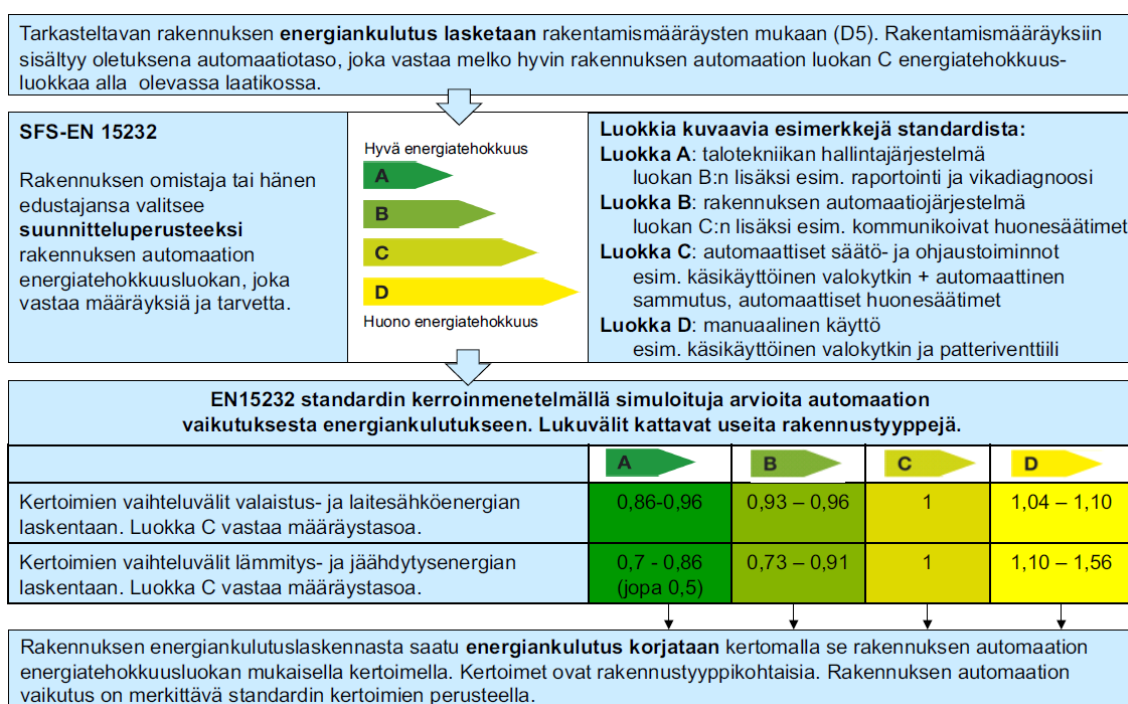 Tarkasteltavan rakennuksen energiankulutus lasketaan rakentamismääräysten mukaan (D5). Rakentamismääräyksiin
sisältyy oletuksena automaatiotaso, joka vastaa melko hyvin rakennuksen automaation luokan C energiatehokkuus-
luokkaa alla olevassa laatikossa.
SFS-EN 15232
Rakennuksen omistaja tai hänen
edustajansa valitsee
suunnitteluperusteeksi
rakennuksen automaation
energiatehokkuusluokan, joka
vastaa määräyksiä ja tarvetta.
Hyvä energiatehokkuus
A
B
C
D
Huono energiatehokkuus
Luokkia kuvaavia esimerkkejä standardista:
Luokka A: talotekniikan hallintajärjestelmä
luokan B:n lisäksi esim. raportointi ja vikadiagnoosi
Luokka B: rakennuksen automaatiojärjestelmä
luokan C:n lisäksi esim. kommunikoivat huonesäätimet
Luokka C: automaattiset säätö- ja ohjaustoiminnot
esim. käsikäyttöinen valokytkin + automaattinen
sammutus, automaattiset huonesäätimet
Luokka D: manuaalinen käyttö
esim. käsikäyttöinen valokytkin ja patteriventtiili
EN15232 standardin kerroinmenetelmällä simuloituja arvioita automaation
vaikutuksesta energiankulutukseen. Lukuvälit kattavat useita rakennustyyppejä.
A B C D
Kertoimien vaihteluvälit valaistus- ja laitesähköenergian
laskentaan. Luokka C vastaa määräystasoa.
0,86-0,96 0,93 – 0,96 1 1,04 – 1,10
Kertoimien vaihteluvälit lämmitys- ja jäähdytysenergian
laskentaan. Luokka C vastaa määräystasoa.
0,7 - 0,86 0,73 – 0,91 1 1,10 – 1,56
(jopa 0,5)
Rakennuksen energiankulutuslaskennasta saatu energiankulutus korjataan kertomalla se rakennuksen automaation
energiatehokkuusluokan mukaisella kertoimella. Kertoimet ovat rakennustyyppikohtaisia. Rakennuksen automaation
vaikutus on merkittävä standardin kertoimien perusteella.